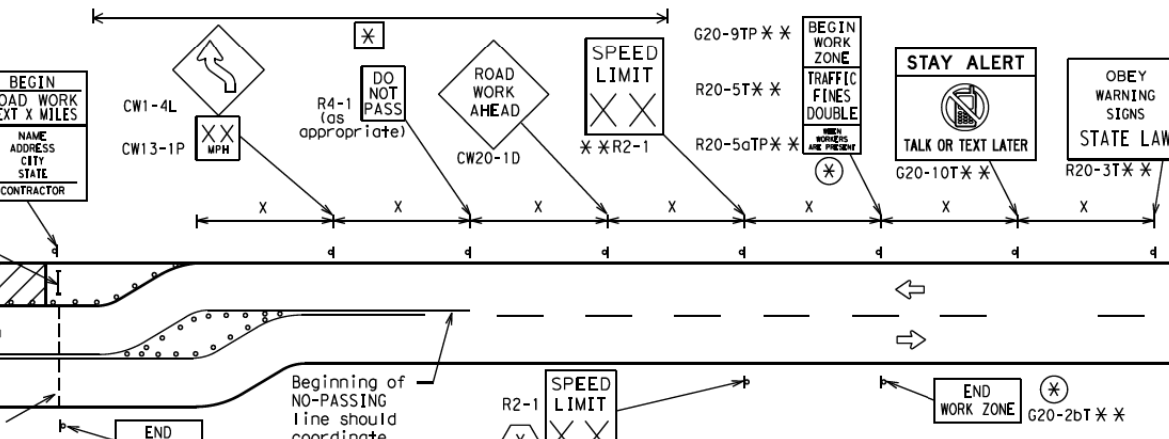 BEGIN
ROAD WORK
NEXT X MILES
NAME
ADDRESS
CITY
STATE
CONTRACTOR
CW1-4L
CW13-1P
XX
MPH
R4-1
(as
appropriate)
DO
NOT
PASS
ROAD
WORK
AHEAD
CW20-1D
SPEED
LIMIT
X X
**R2-1
G20-9TP **
R20-5T**
R20-5aTP**
BEGIN
WORK
ZONE
TRAFFIC
FINES
DOUBLE
WHEN
WORKERS
ARE PRESENT
STAY ALERT
TALK OR TEXT LATER
G20-10T**
OBEY
WARNING
SIGNS
STATE LAW
R20-3T**
X X X X X X X
Beginning of
NO-PASSING
line should
coordinate
R2-1
SPEED
LIMIT
X X
X
END
WORK ZONE
G20-2bT **
END